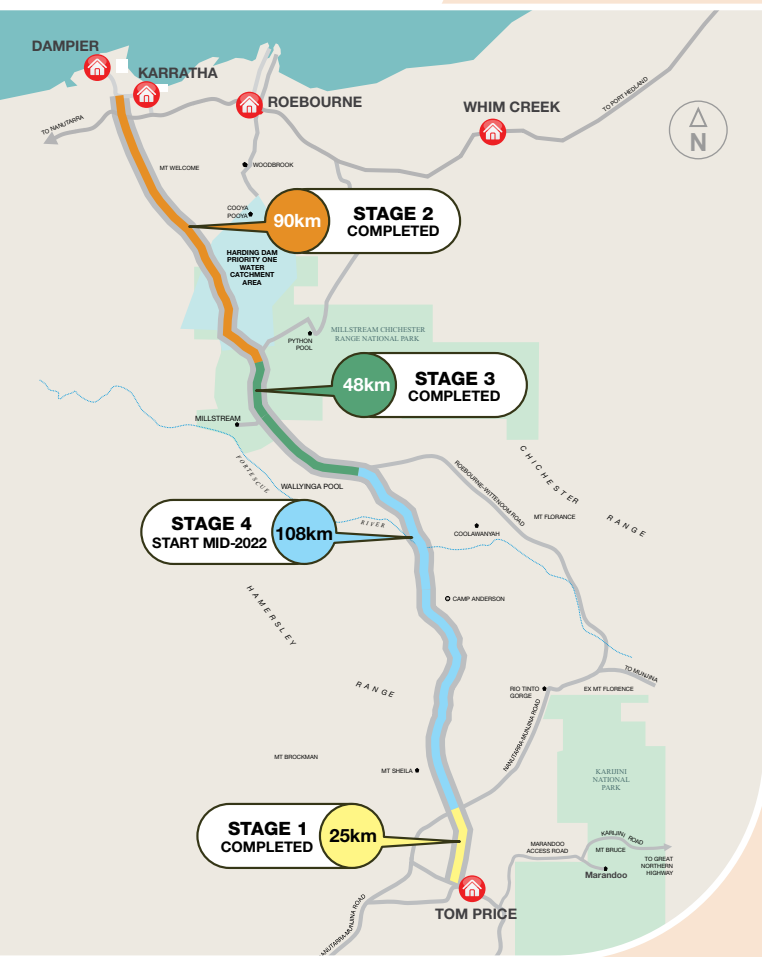 DAMPIER
KARRATHA
ROEBOURNE
WHIM CREEK
TO PORT HEDLAND
N
TO NANUTARRA
MT WELCOME
WOODBROOK
COOYA
POOYA
90km
STAGE 2
COMPLETED
HARDING DAM
PRIORITY ONE
WATER
CATCHMENT
AREA
PYTHON
POOL
MILLSTREAM CHICHESTER
RANGE NATIONAL PARK
48km
STAGE 3
COMPLETED
MILLSTREAM
FORTESCUE
RIVER
WALLYINGA POOL
ROEBOURNE-WITTENOOM ROAD
CHICHESTER
RANGE
MT FLORANCE
COOLAWANYAH
STAGE 4
START MID-2022
108km
CAMP ANDERSON
HAMERSLEY
RANGE
TO MUNJINA
RIO TINTO
GORGE
EX MT FLORENCE
NANUTARRA-MUNJINA ROAD
MT BROCKMAN
MT SHEILA
KARIJINI
NATIONAL
PARK
STAGE 1
COMPLETED
25km
MARANDOO
ACCESS ROAD
KARIJINI ROAD
MT BRUCE
Marandoo
TO GREAT
NORTHERN
HIGHWAY
TOM PRICE
NUTARRA-MUNJINA ROAD